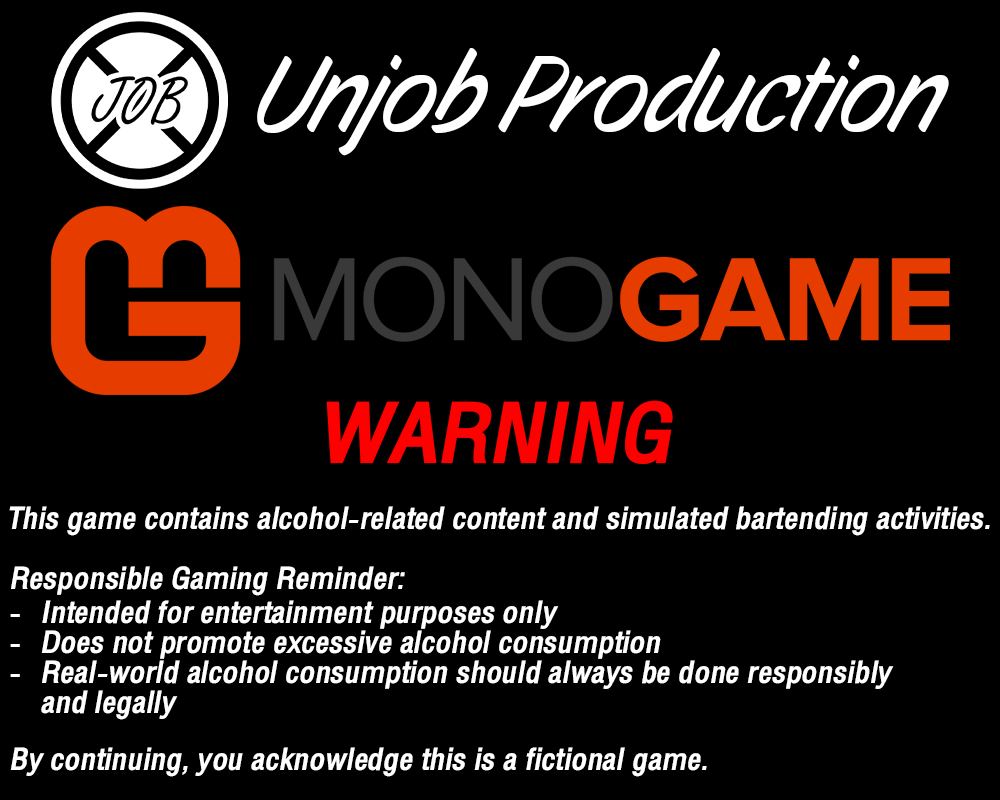 JOB
Unjob Production
MONOGAME
WARNING
This game contains alcohol-related content and simulated bartending activities.
Responsible Gaming Reminder:
- Intended for entertainment purposes only
- Does not promote excessive alcohol consumption
- Real-world alcohol consumption should always be done responsibly
and legally
By continuing, you acknowledge this is a fictional game.